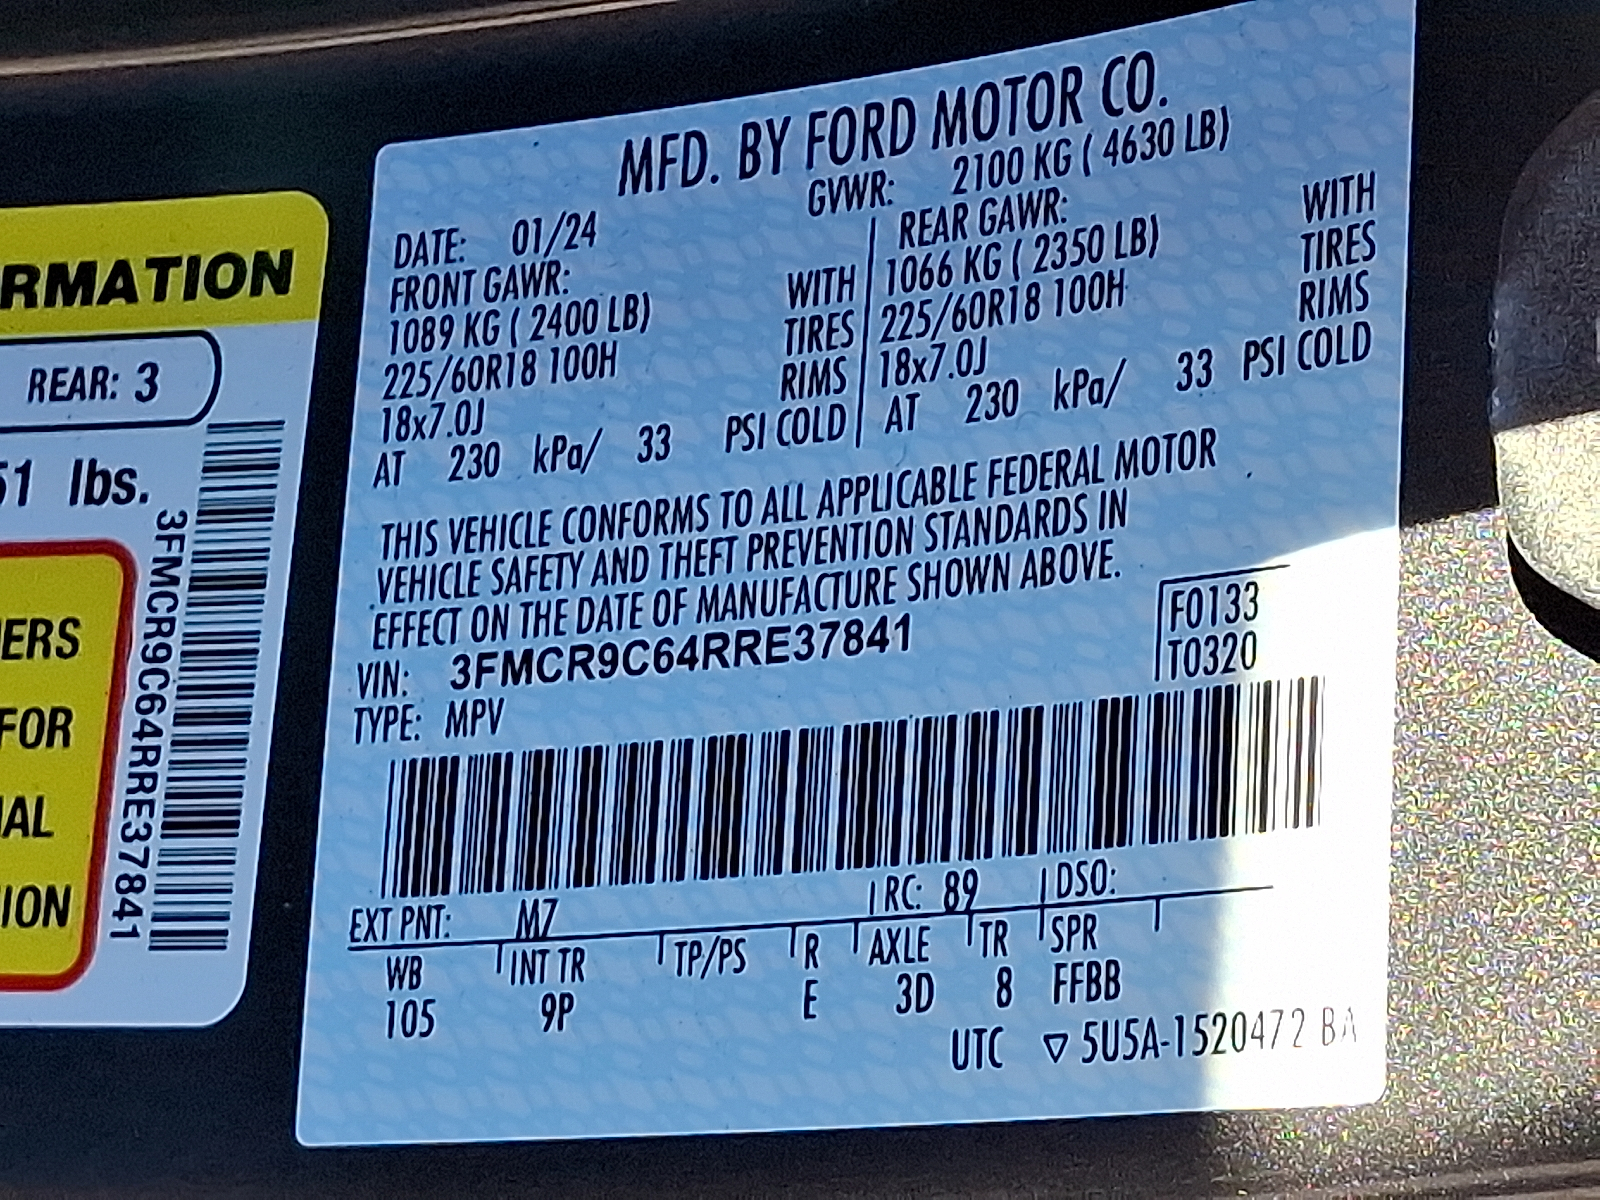 RMATION
REAR: 3
51 lbs.
3FMCR9C64RRE37841
ERS
FOR
AL
ION
MFD. BY FORD MOTOR CO.
GVWR: 2100 KG ( 4630 LB)
DATE: 01/24
FRONT GAWR:
1089 KG ( 2400 LB) WITH
225/60R18 100H TIRES
18x7.0J RIMS
AT 230 kPa/ 33 PSI COLD
REAR GAWR:
1066 KG ( 2350 LB) WITH
225/60R18 100H TIRES
18x7.0J RIMS
AT 230 kPa/ 33 PSI COLD
THIS VEHICLE CONFORMS TO ALL APPLICABLE FEDERAL MOTOR
VEHICLE SAFETY AND THEFT PREVENTION STANDARDS IN
EFFECT ON THE DATE OF MANUFACTURE SHOWN ABOVE.
VIN: 3FMCR9C64RRE37841
TYPE: MPV
F0133
T0320
EXT PNT: M7 RC: 89 DSO:
WB INT TR TP/PS R AXLE TR SPR
105 9P E 3D 8 FFBB
UTC ▽ 5U5A-1520472 BA